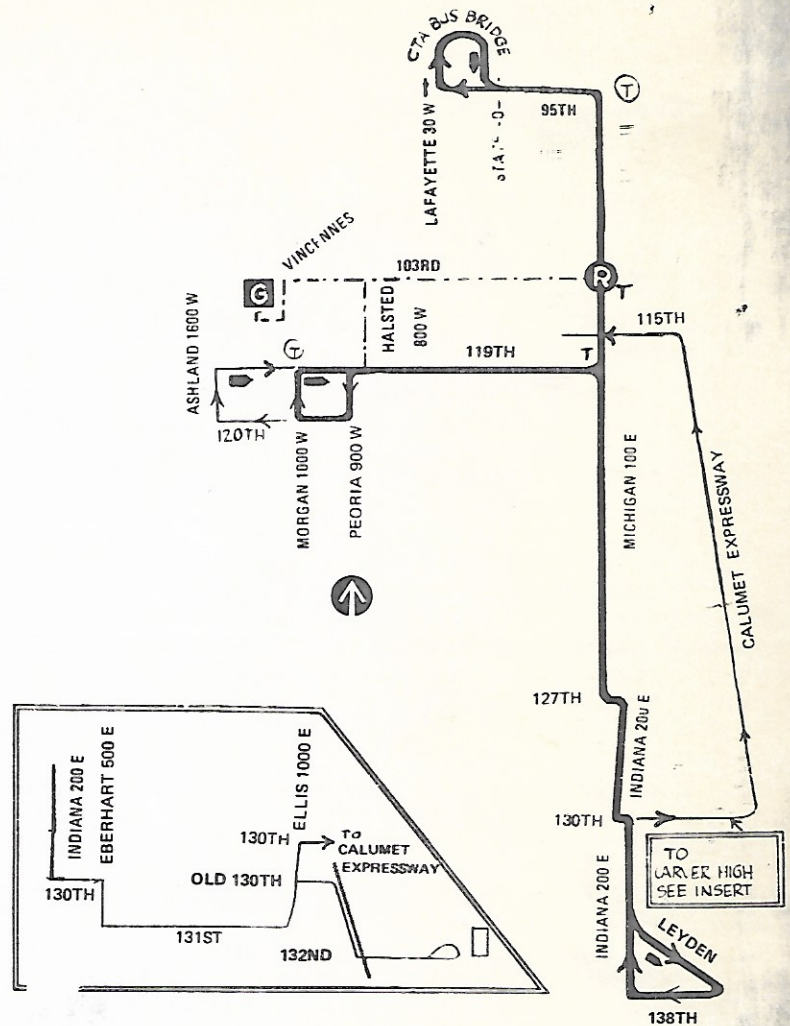 CTA BUS BRIDGE
LAFAYETTE 30 W
95TH
T
VINCENNES
103RD
G
R
T
HALSTED
800 W
115TH
ASHLAND 1600 W
T
119TH
T
120TH
MORGAN 1000 W
PEORIA 900 W
MICHIGAN 100 E
CALUMET EXPRESSWAY
127TH
INDIANA 200 E
130TH
TO
CARVER HIGH
SEE INSERT
INDIANA 200 E
LEYDEN
138TH
INDIANA 200 E
EBERHART 500 E
ELLIS 1000 E
130TH
TO
CALUMET
EXPRESSWAY
130TH
OLD 130TH
131ST
132ND